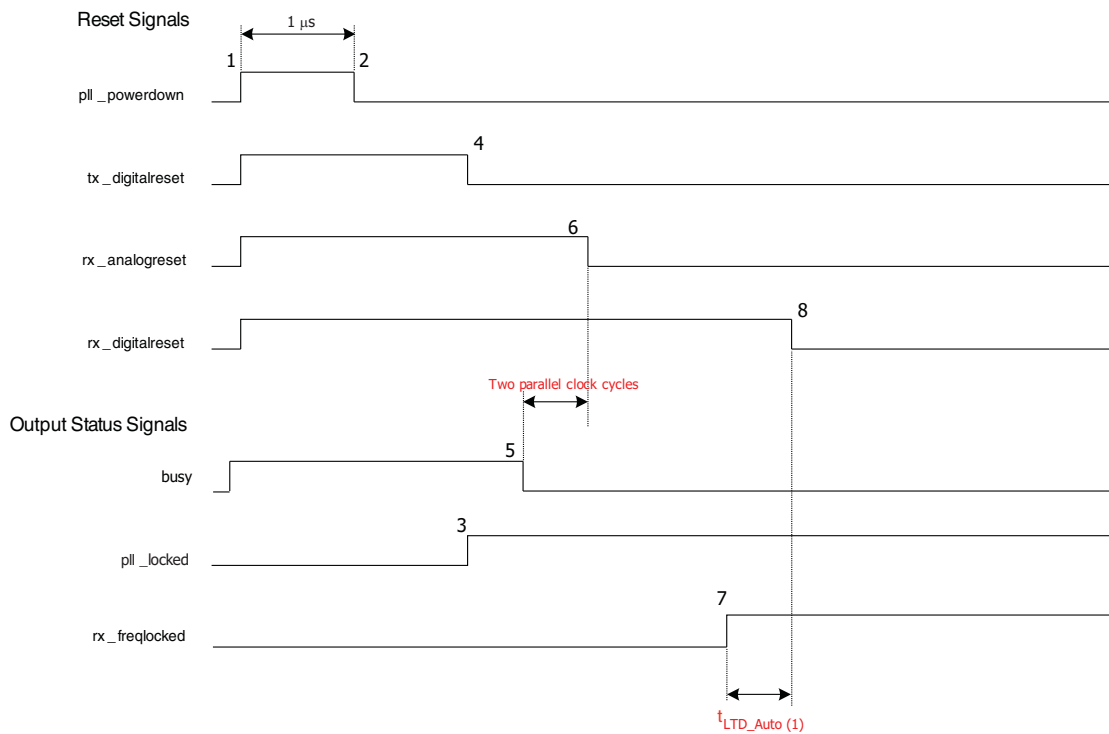 Reset Signals
1 μs
1
2
pll _powerdown
4
tx _digitalreset
6
rx _analogreset
8
rx _digitalreset
Two parallel clock cycles
Output Status Signals
5
busy
3
pll _locked
7
rx _freqlocked
tLTD_Auto (1)